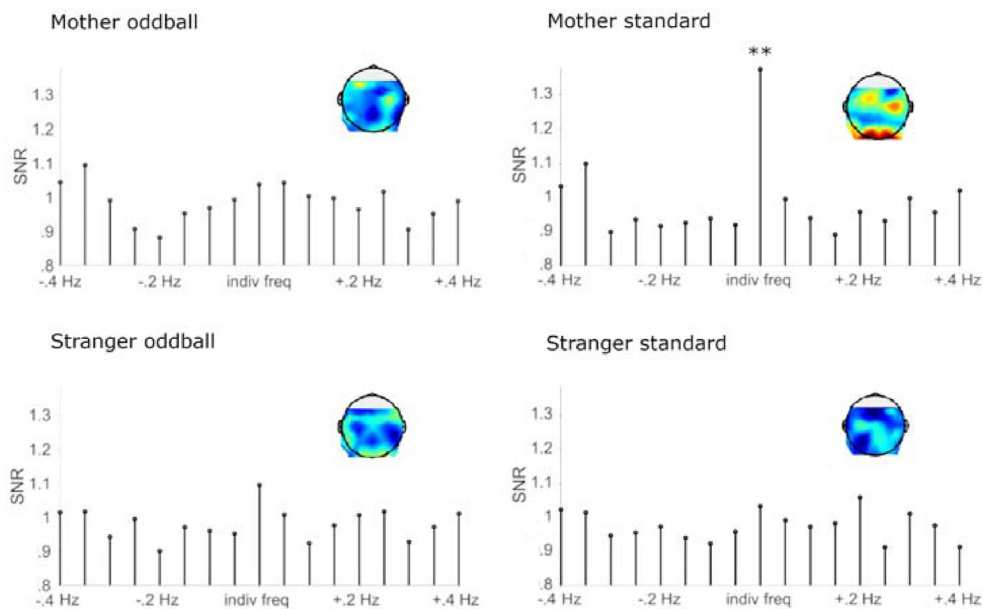 Mother oddball
SNR
1.3
1.2
1.1
1
.9
.8
-.4 Hz
-.2 Hz
indiv freq
+.2 Hz
+.4 Hz
Mother standard
**
SNR
1.3
1.2
1.1
1
.9
.8
-.4 Hz
-.2 Hz
indiv freq
+.2 Hz
+.4 Hz
Stranger oddball
SNR
1.3
1.2
1.1
1
.9
.8
-.4 Hz
-.2 Hz
indiv freq
+.2 Hz
+.4 Hz
Stranger standard
SNR
1.3
1.2
1.1
1
.9
.8
-.4 Hz
-.2 Hz
indiv freq
+.2 Hz
+.4 Hz